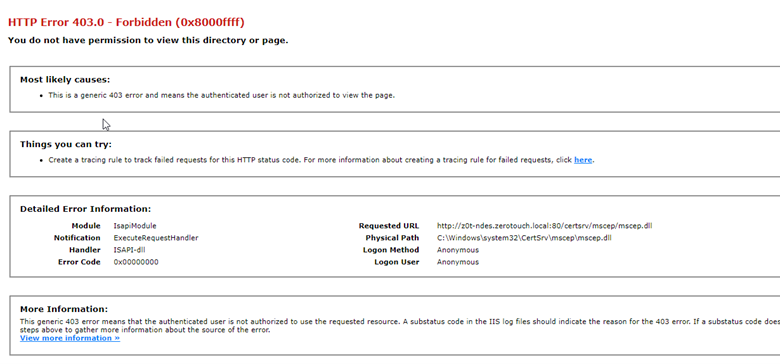 HTTP Error 403.0 - Forbidden (0x8000ffff)
You do not have permission to view this directory or page.
Most likely causes:
• This is a generic 403 error and means the authenticated user is not authorized to view the page.
Things you can try:
• Create a tracing rule to track failed requests for this HTTP status code. For more information about creating a tracing rule for failed requests, click here.
Detailed Error Information:
Module IsapiModule Requested URL http://z0t-ndes.zerotouch.local:80/certsrv/mscep/mscep.dll
Notification ExecuteRequestHandler Physical Path C:\Windows\system32\CertSrv\mscep\mscep.dll
Handler ISAPI-dll Logon Method Anonymous
Error Code 0x00000000 Logon User Anonymous
More Information:
This generic 403 error means that the authenticated user is not authorized to use the requested resource. A substatus code in the IIS log files should indicate the reason for the 403 error. If a substatus code does
steps above to gather more information about the source of the error.
View more information »